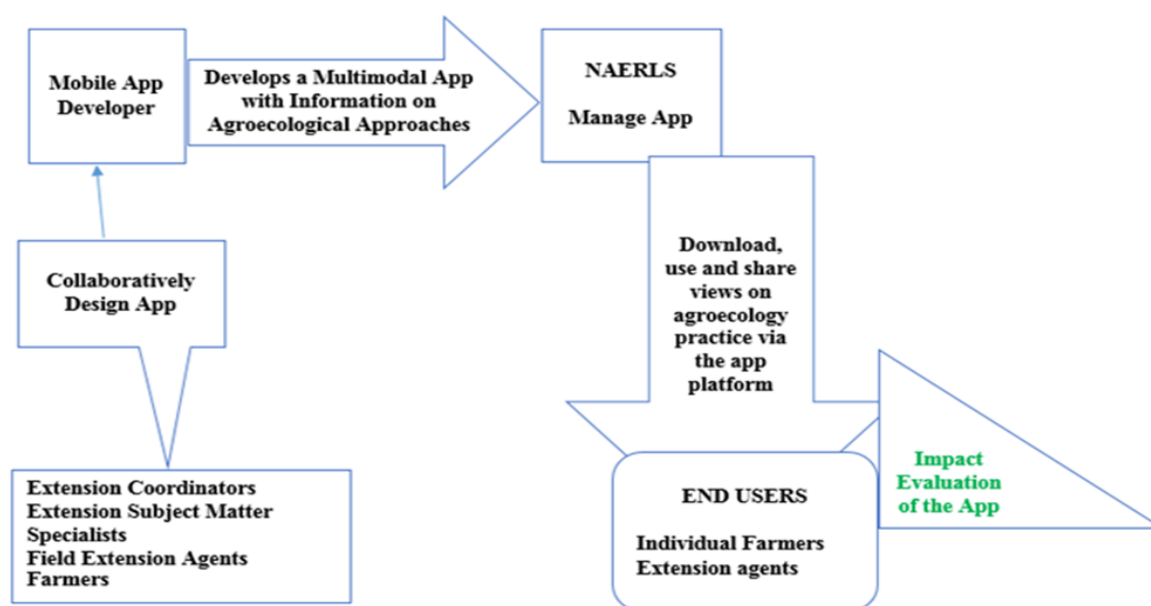 Mobile App
Developer
Develops a Multimodal App
with Information on
Agroecological Approaches
NAERLS
Manage App
Collaboratively
Design App
Download,
use and share
views on
agroecology
practice via
the app
platform
Extension Coordinators
Extension Subject Matter
Specialists
Field Extension Agents
Farmers
END USERS
Individual Farmers
Extension agents
Impact
Evaluation
of the App